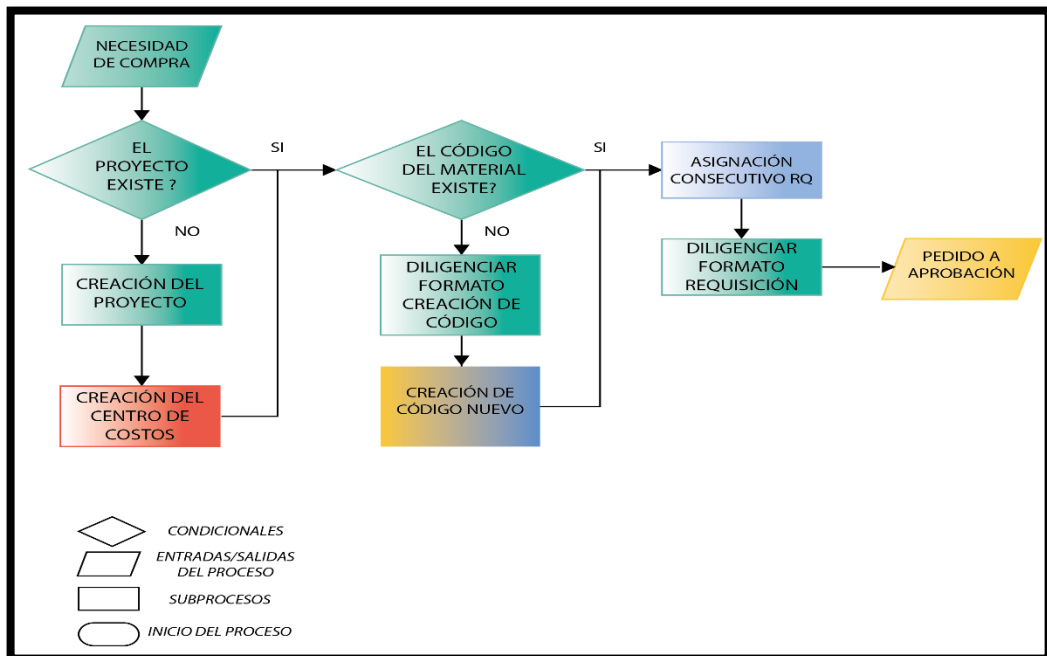 NECESIDAD
DE COMPRA
EL
PROYECTO
EXISTE ?
SI
NO
CREACIÓN DEL
PROYECTO
CREACIÓN DEL
CENTRO DE
COSTOS
EL CÓDIGO
DEL MATERIAL
EXISTE?
SI
NO
DILIGENCIAR
FORMATO
CREACIÓN DE
CÓDIGO
CREACIÓN DE
CÓDIGO NUEVO
ASIGNACIÓN
CONSECUTIVO RQ
DILIGENCIAR
FORMATO
REQUISICIÓN
PEDIDO A
APROBACIÓN
CONDICIONALES
ENTRADAS/SALIDAS
DEL PROCESO
SUBPROCESOS
INICIO DEL PROCESO